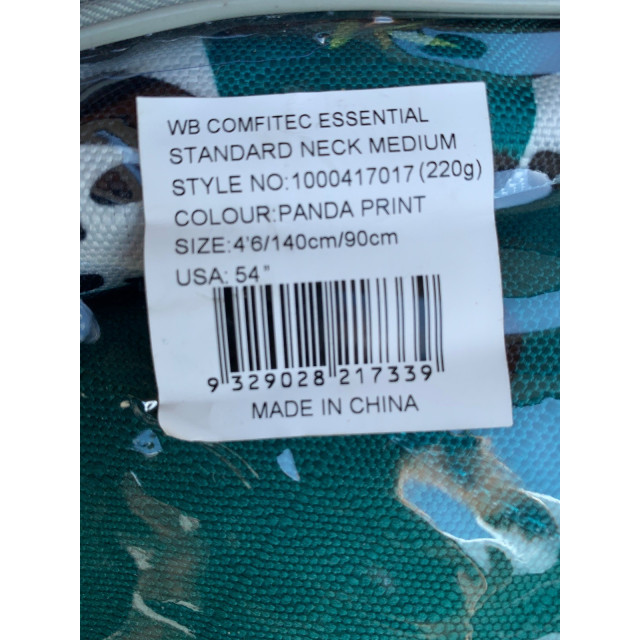 WB COMFITEC ESSENTIAL
STANDARD NECK MEDIUM
STYLE NO:1000417017 (220g)
COLOUR:PANDA PRINT
SIZE:4'6/140cm/90cm
USA: 54"
9 329028 217339
MADE IN CHINA